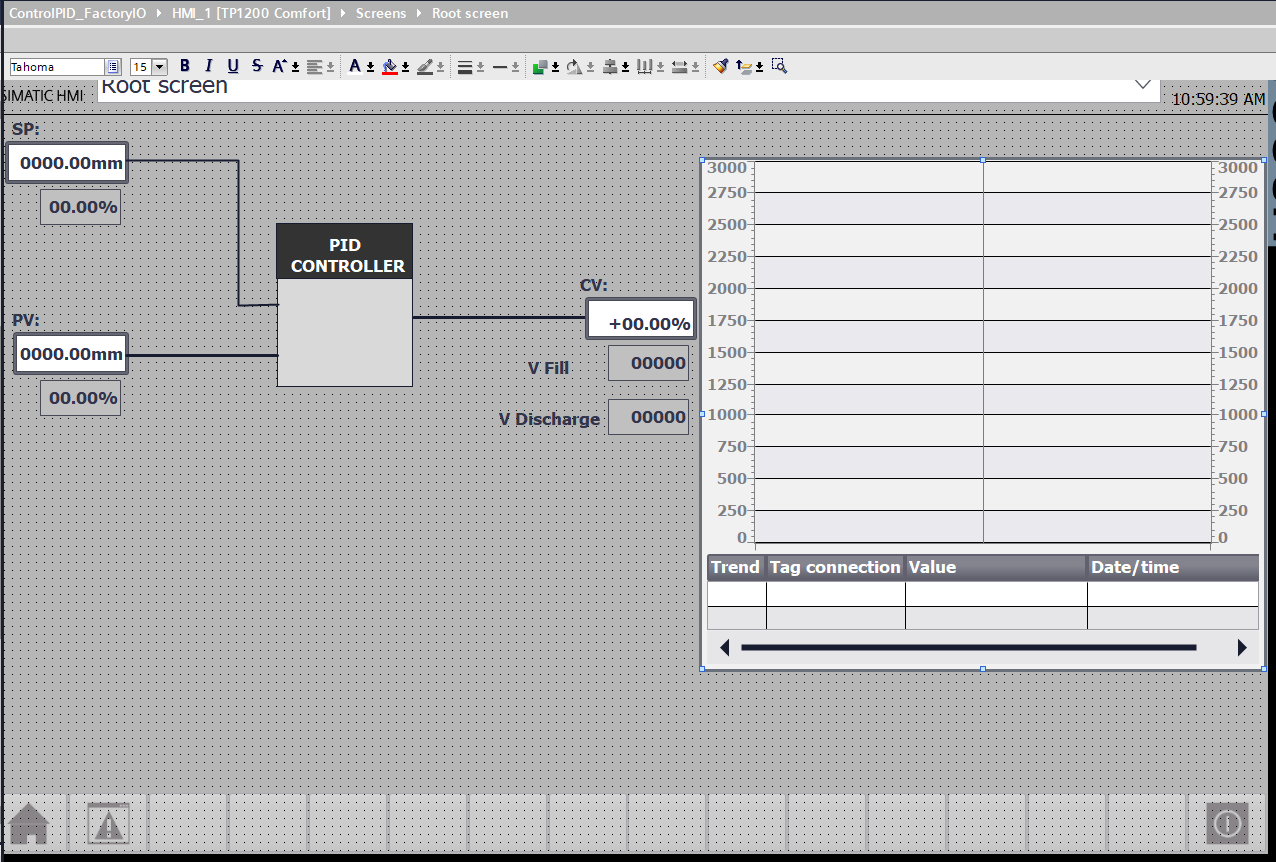 ControlPID_FactoryIO HMI_1 [TP1200 Comfort] Screens Root screen
Tahoma 15 B I U S A A
SIMATIC HMI Root screen 10:59:39 AM
SP:
0000.00mm
00.00%
PID
CONTROLLER
PV:
0000.00mm
00.00%
CV:
+00.00%
V Fill 00000
V Discharge 00000
3000 3000
2750 2750
2500 2500
2250 2250
2000 2000
1750 1750
1500 1500
1250 1250
1000 1000
750 750
500 500
250 250
0 0
Trend Tag connection Value Date/time